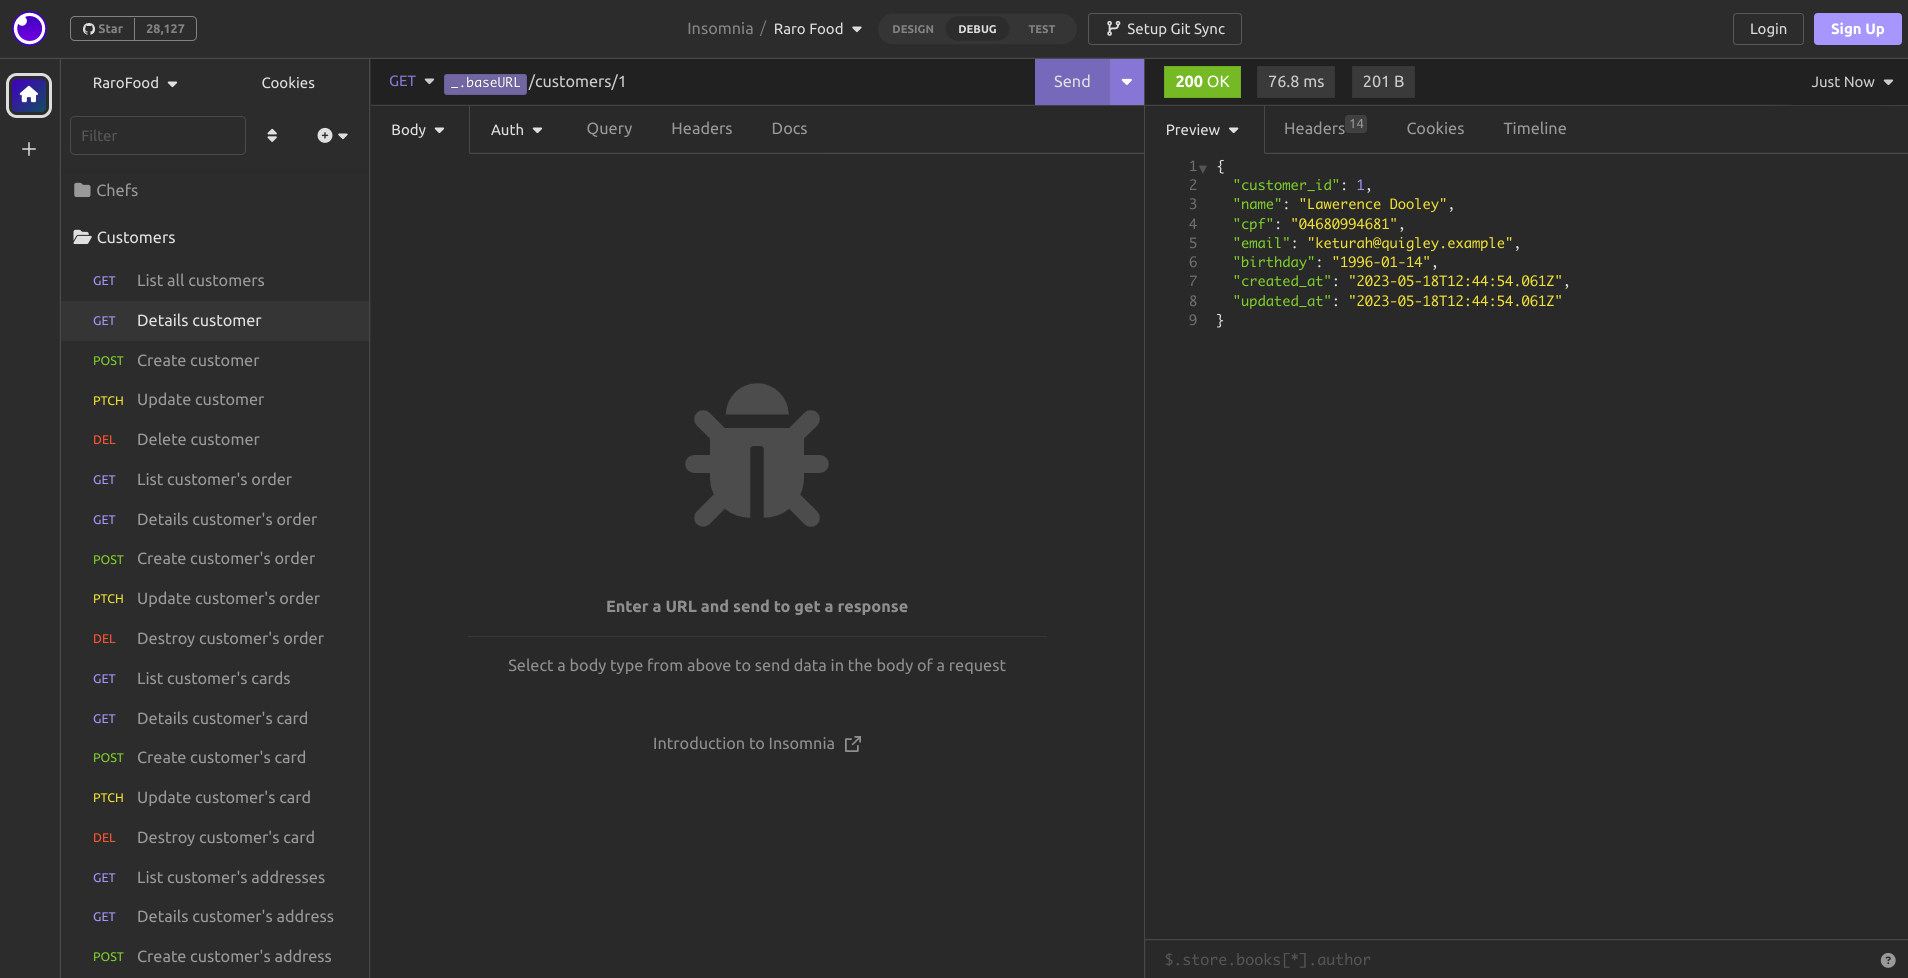 Star 28,127
Insomnia / Raro Food
DESIGN DEBUG TEST
Setup Git Sync
Login
Sign Up
RaroFood
Cookies
Filter
Chefs
Customers
GET List all customers
GET Details customer
POST Create customer
PTCH Update customer
DEL Delete customer
GET List customer's order
GET Details customer's order
POST Create customer's order
PTCH Update customer's order
DEL Destroy customer's order
GET List customer's cards
GET Details customer's card
POST Create customer's card
PTCH Update customer's card
DEL Destroy customer's card
GET List customer's addresses
GET Details customer's address
POST Create customer's address
GET _.baseURL/customers/1
Send
Body Auth Query Headers Docs
Enter a URL and send to get a response
Select a body type from above to send data in the body of a request
Introduction to Insomnia
200 OK 76.8 ms 201 B Just Now
Preview Headers 14 Cookies Timeline
1 {
2 "customer_id": 1,
3 "name": "Lawerence Dooley",
4 "cpf": "04680994681",
5 "email": "keturah@quigley.example",
6 "birthday": "1996-01-14",
7 "created_at": "2023-05-18T12:44:54.061Z",
8 "updated_at": "2023-05-18T12:44:54.061Z"
9 }
$.store.books[*].author
?